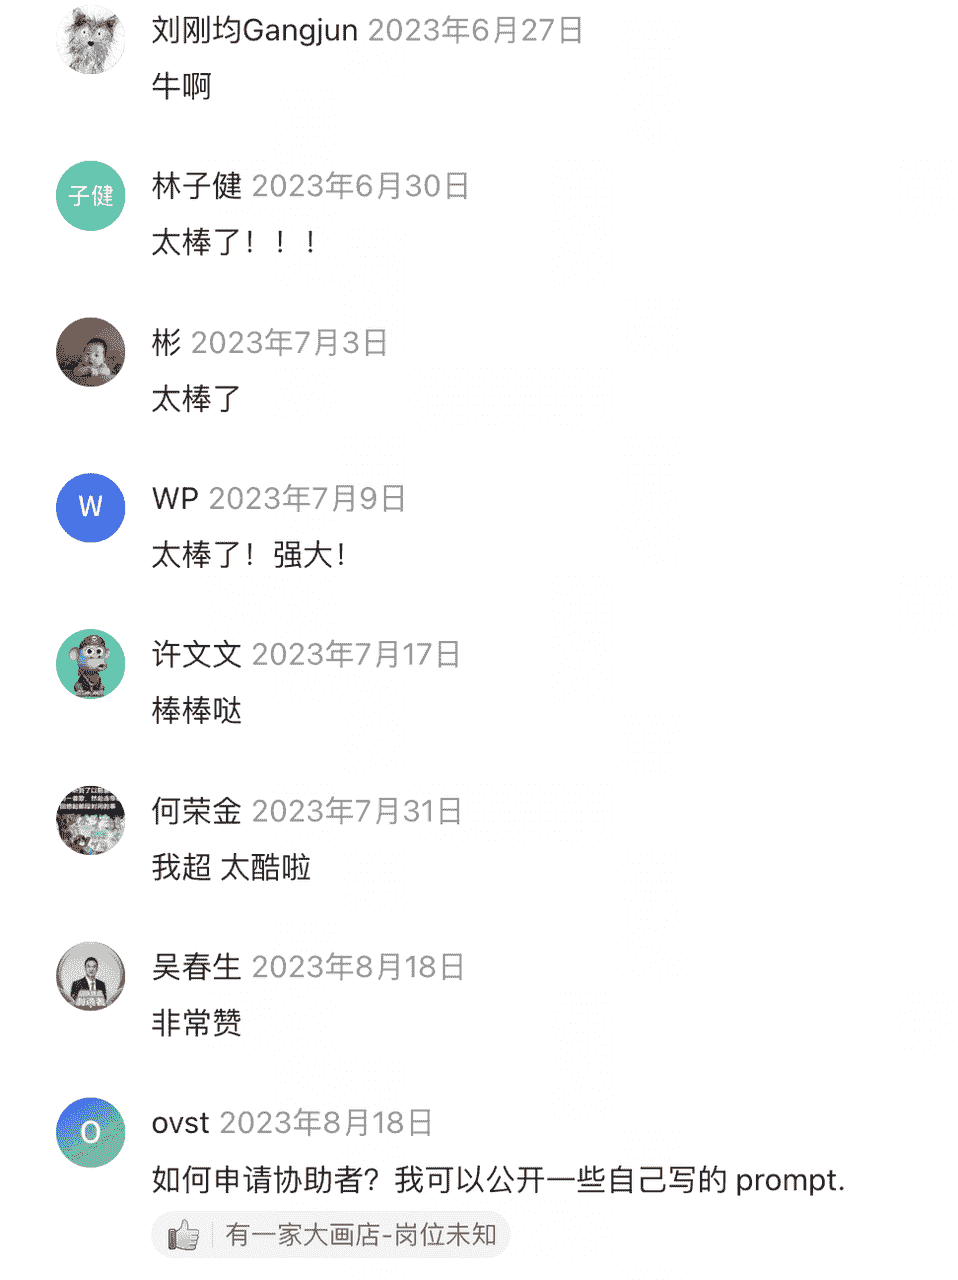 刘刚均Gangjun 2023年6月27日
牛啊
子健
林子健 2023年6月30日
太棒了！！！
彬 2023年7月3日
太棒了
W
WP 2023年7月9日
太棒了！强大！
许文文 2023年7月17日
棒棒哒
何荣金 2023年7月31日
我超 太酷啦
吴春生 2023年8月18日
非常赞
O
ovst 2023年8月18日
如何申请协助者？我可以公开一些自己写的 prompt.
有一家大画店-岗位未知